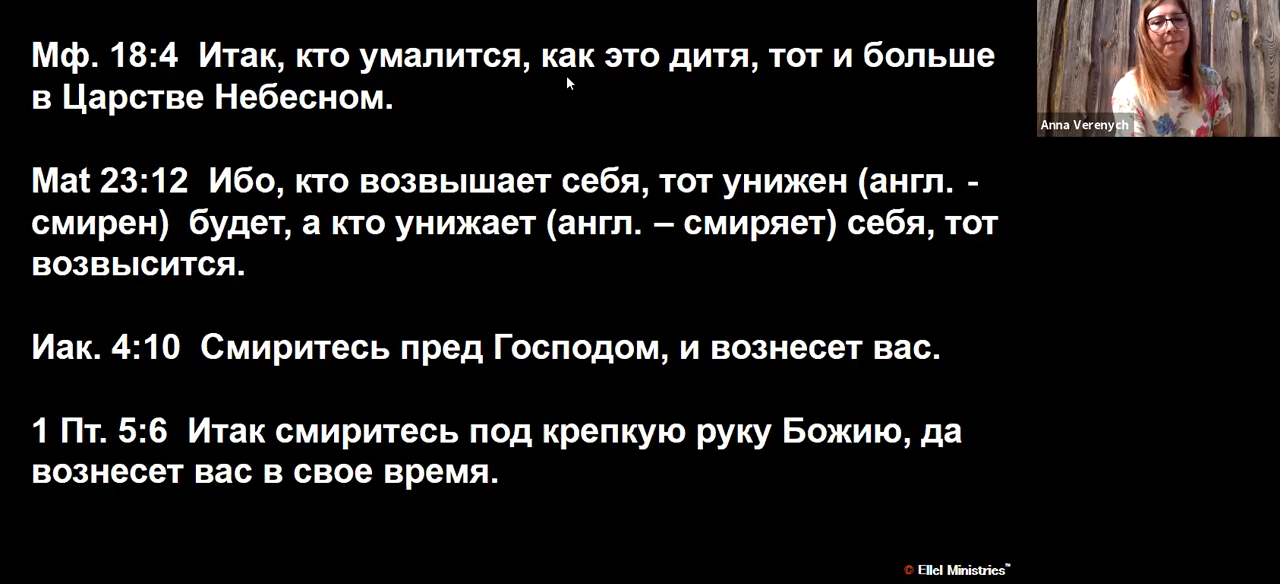 Мф. 18:4  Итак, кто умалится, как это дитя, тот и больше
в Царстве Небесном.
Mat 23:12  Ибо, кто возвышает себя, тот унижен (англ. -
смирен)  будет, а кто унижает (англ. – смиряет) себя, тот
возвысится.
Иак. 4:10  Смиритесь пред Господом, и вознесет вас.
1 Пт. 5:6  Итак смиритесь под крепкую руку Божию, да
вознесет вас в свое время.
Anna Verenych
© Ellel Ministries™